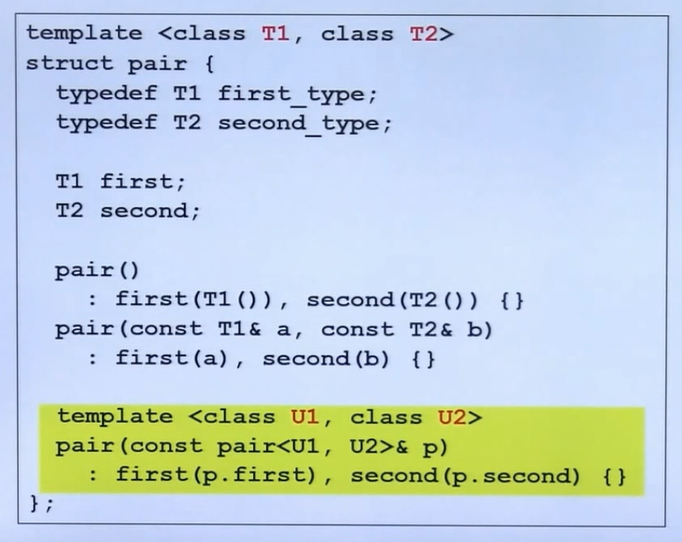 template <class T1, class T2>
struct pair {
  typedef T1 first_type;
  typedef T2 second_type;

  T1 first;
  T2 second;

  pair()
    : first(T1()), second(T2()) {}
  pair(const T1& a, const T2& b)
    : first(a), second(b) {}

  template <class U1, class U2>
  pair(const pair<U1, U2>& p)
    : first(p.first), second(p.second) {}
};